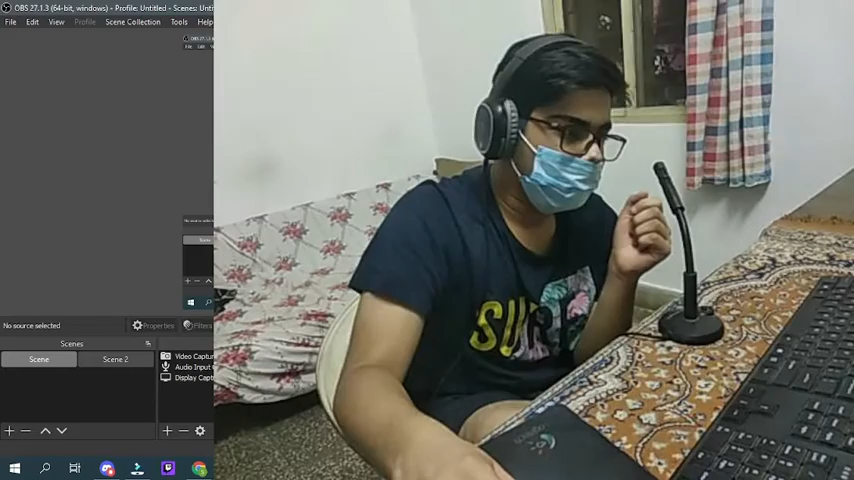 OBS 27.1.3 (64-bit, windows) - Profile: Untitled - Scenes: Unti
File Edit View Profile Scene Collection Tools Help
No source selected
Properties Filters
Scenes
Scene Scene 2
Video Captur
Audio Input C
Display Capt